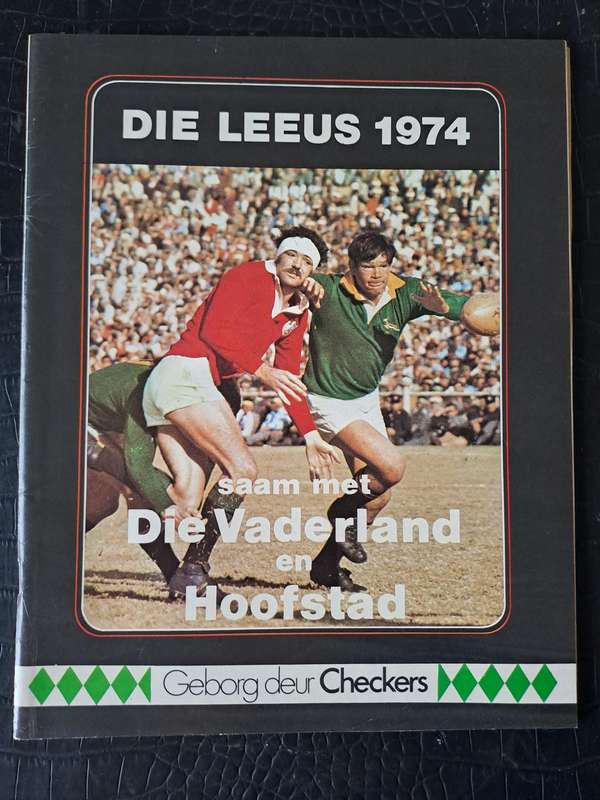 DIE LEEUS 1974
saam met
Die Vaderland
en
Hoofstad
Geborg deur Checkers